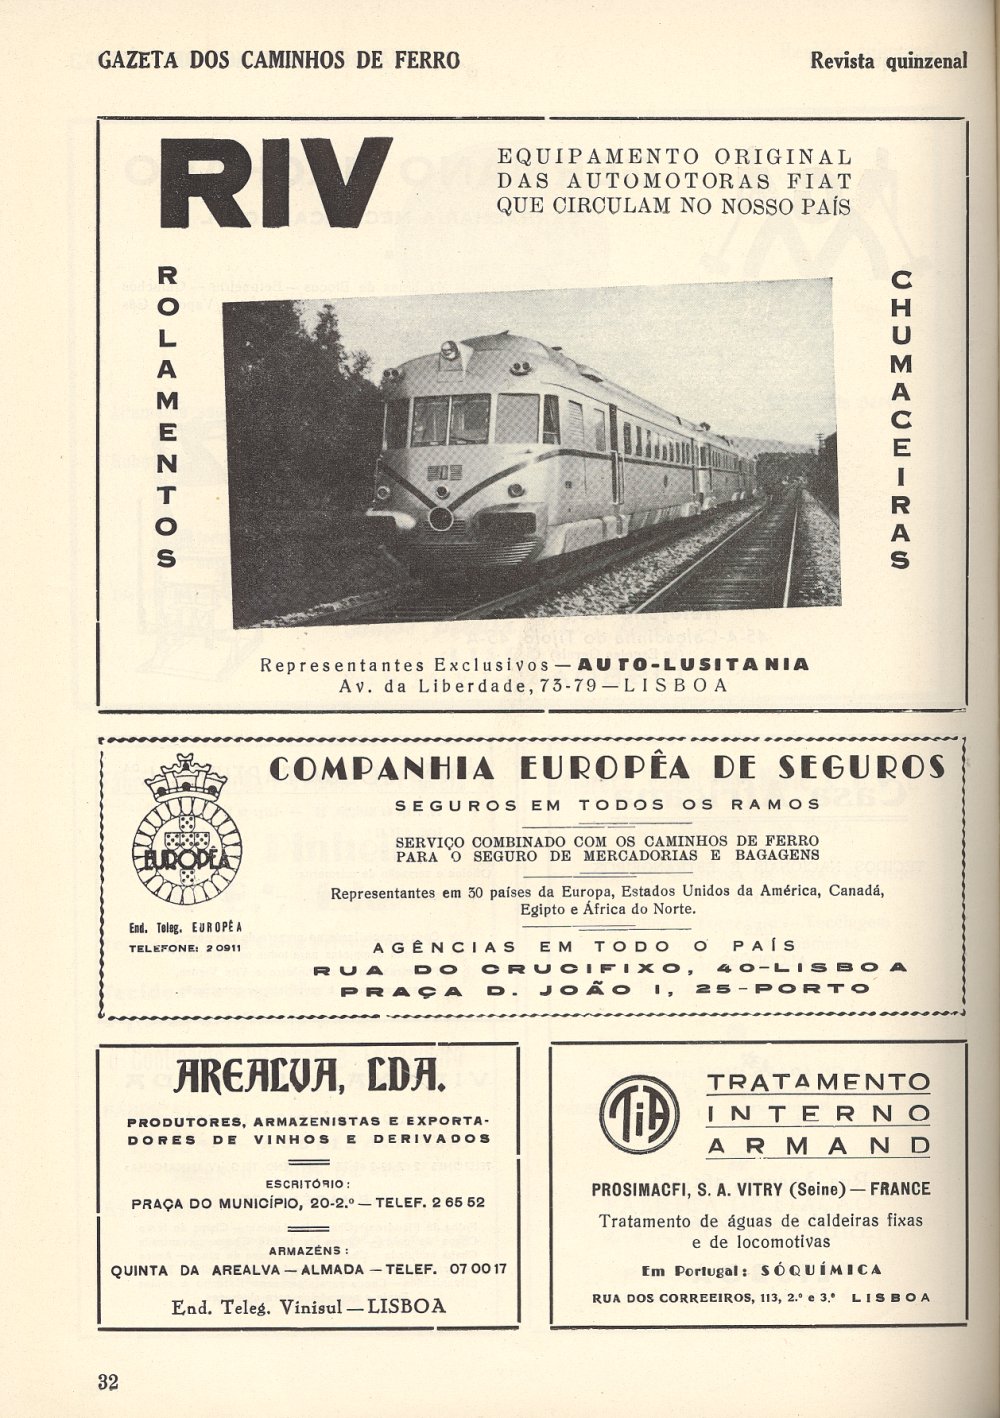 GAZETA DOS CAMINHOS DE FERRO
Revista quinzenal
RIV
EQUIPAMENTO ORIGINAL
DAS AUTOMOTORAS FIAT
QUE CIRCULAM NO NOSSO PAÍS
ROLAMENTOS
CHUMACEIRAS
Representantes Exclusivos — AUTO-LUSITANIA
Av. da Liberdade, 73-79 — LISBOA
COMPANHIA EUROPÊA DE SEGUROS
SEGUROS EM TODOS OS RAMOS
SERVIÇO COMBINADO COM OS CAMINHOS DE FERRO
PARA O SEGURO DE MERCADORIAS E BAGAGENS
Representantes em 30 países da Europa, Estados Unidos da América, Canadá,
Egipto e África do Norte.
AGÊNCIAS EM TODO O PAÍS
RUA DO CRUCIFIXO, 40-LISBOA
PRAÇA D. JOÃO I, 25-PORTO
EUROPÊA
End. Teleg. EUROPÊA
TELEFONE: 2 0911
AREALVA, LDA.
PRODUTORES, ARMAZENISTAS E EXPORTA-
DORES DE VINHOS E DERIVADOS
ESCRITÓRIO:
PRAÇA DO MUNICÍPIO, 20-2.º — TELEF. 2 65 52
ARMAZÉNS:
QUINTA DA AREALVA — ALMADA — TELEF. 07 00 17
End. Teleg. Vinisul — LISBOA
TiA
TRATAMENTO
INTERNO
ARMAND
PROSIMACFI, S. A. VITRY (Seine) — FRANCE
Tratamento de águas de caldeiras fixas
e de locomotivas
Em Portugal: SÓQUÍMICA
RUA DOS CORREEIROS, 113, 2.º e 3.º LISBOA
32